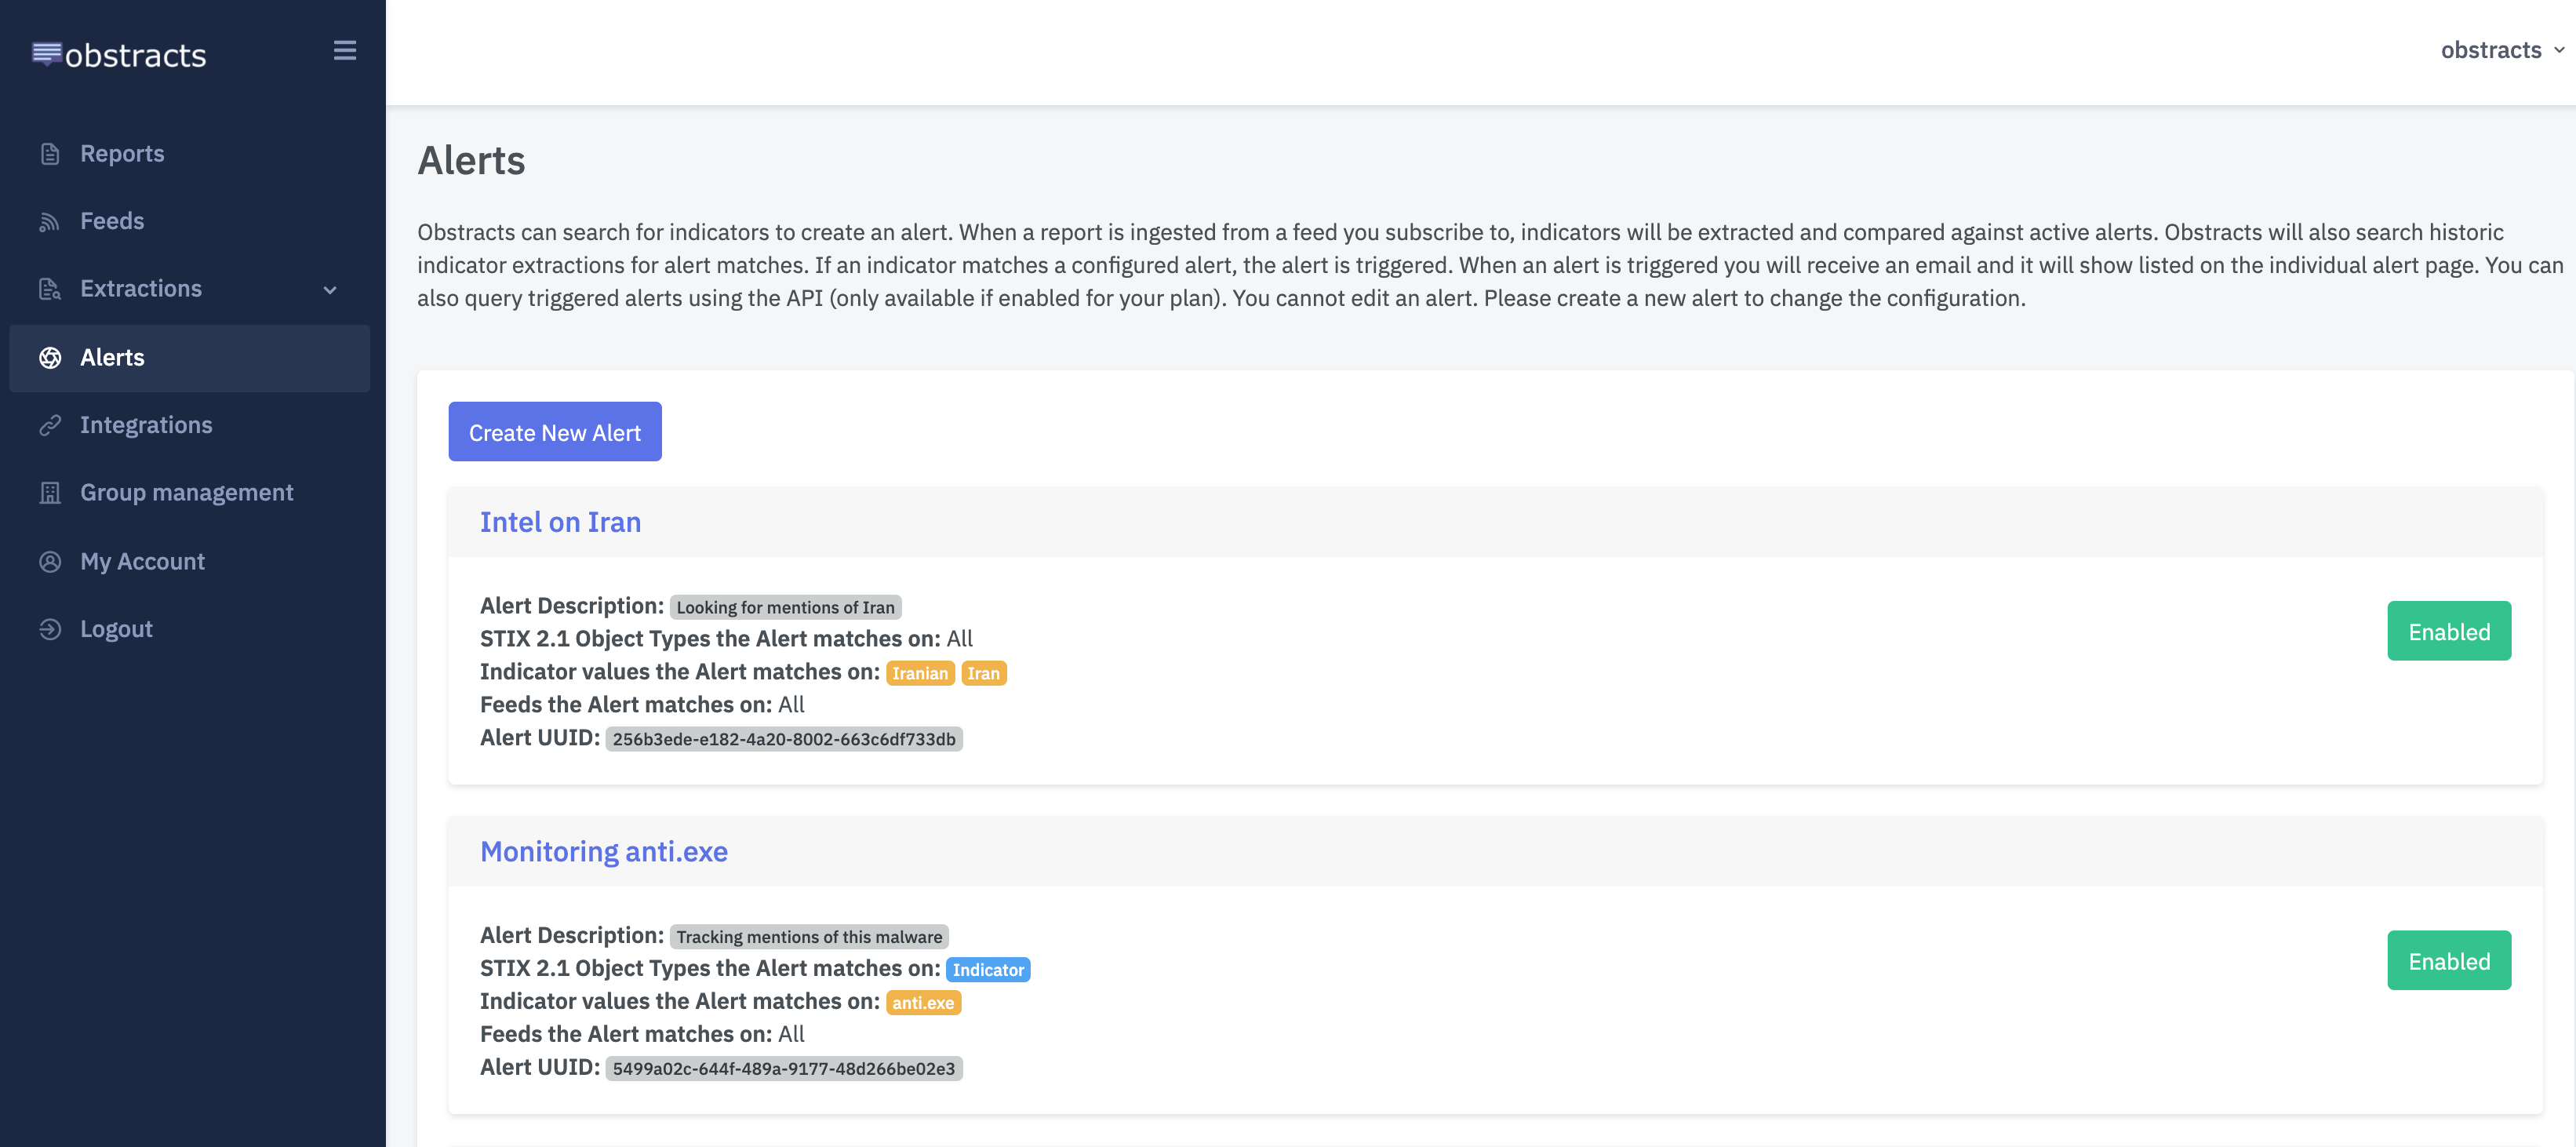 obstracts
obstracts
Reports
Feeds
Extractions
Alerts
Integrations
Group management
My Account
Logout
Alerts
Obstracts can search for indicators to create an alert. When a report is ingested from a feed you subscribe to, indicators will be extracted and compared against active alerts. Obstracts will also search historic
indicator extractions for alert matches. If an indicator matches a configured alert, the alert is triggered. When an alert is triggered you will receive an email and it will show listed on the individual alert page. You can
also query triggered alerts using the API (only available if enabled for your plan). You cannot edit an alert. Please create a new alert to change the configuration.
Create New Alert
Intel on Iran
Alert Description: Looking for mentions of Iran
STIX 2.1 Object Types the Alert matches on: All
Indicator values the Alert matches on: Iranian Iran
Feeds the Alert matches on: All
Alert UUID: 256b3ede-e182-4a20-8002-663c6df733db
Enabled
Monitoring anti.exe
Alert Description: Tracking mentions of this malware
STIX 2.1 Object Types the Alert matches on: Indicator
Indicator values the Alert matches on: anti.exe
Feeds the Alert matches on: All
Alert UUID: 5499a02c-644f-489a-9177-48d266be02e3
Enabled